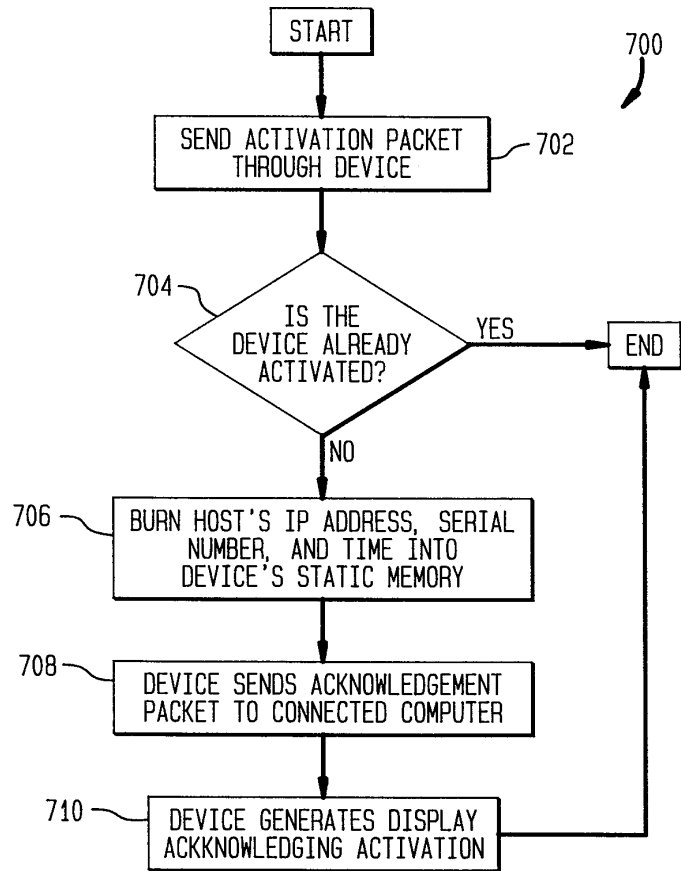 START
700
SEND ACTIVATION PACKET
THROUGH DEVICE
702
704
IS THE
DEVICE ALREADY
ACTIVATED?
YES
END
NO
706
BURN HOST'S IP ADDRESS, SERIAL
NUMBER, AND TIME INTO
DEVICE'S STATIC MEMORY
708
DEVICE SENDS ACKNOWLEDGEMENT
PACKET TO CONNECTED COMPUTER
710
DEVICE GENERATES DISPLAY
ACKKNOWLEDGING ACTIVATION